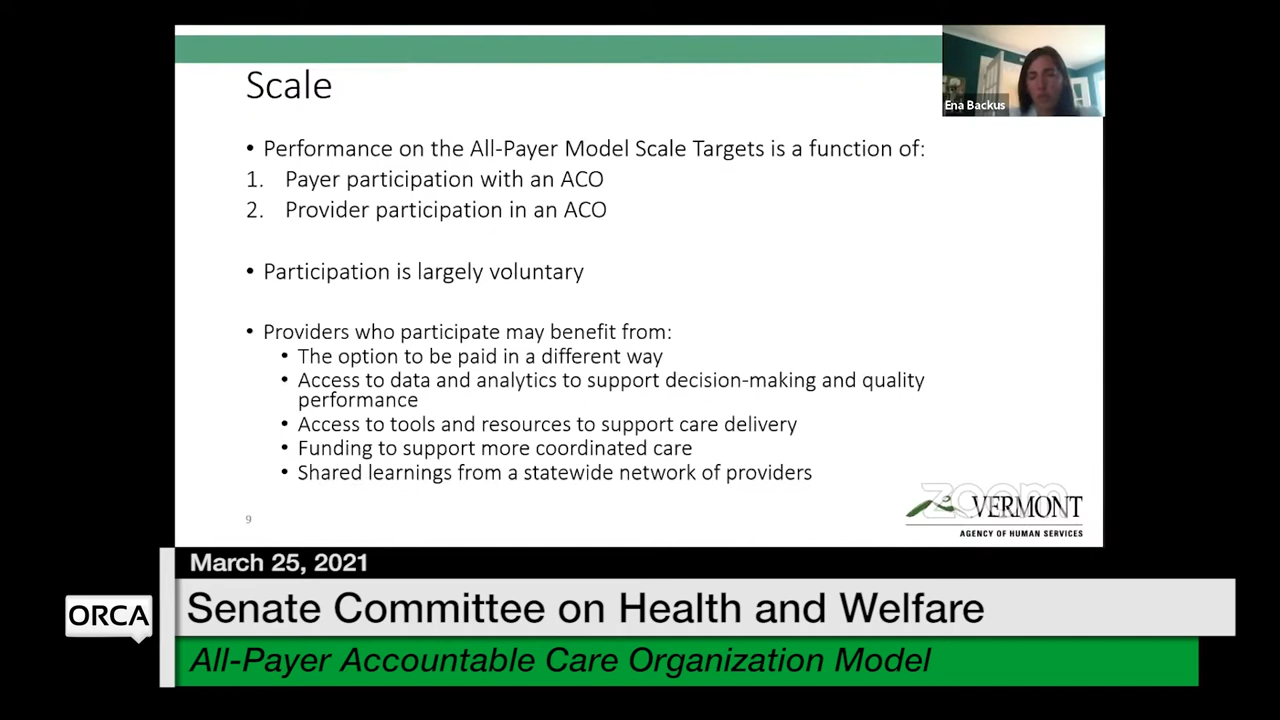 Scale
Ena Backus
• Performance on the All-Payer Model Scale Targets is a function of:
1. Payer participation with an ACO
2. Provider participation in an ACO
• Participation is largely voluntary
• Providers who participate may benefit from:
• The option to be paid in a different way
• Access to data and analytics to support decision-making and quality
performance
• Access to tools and resources to support care delivery
• Funding to support more coordinated care
• Shared learnings from a statewide network of providers
9
zoom
VERMONT
AGENCY OF HUMAN SERVICES
March 25, 2021
ORCA
Senate Committee on Health and Welfare
All-Payer Accountable Care Organization Model